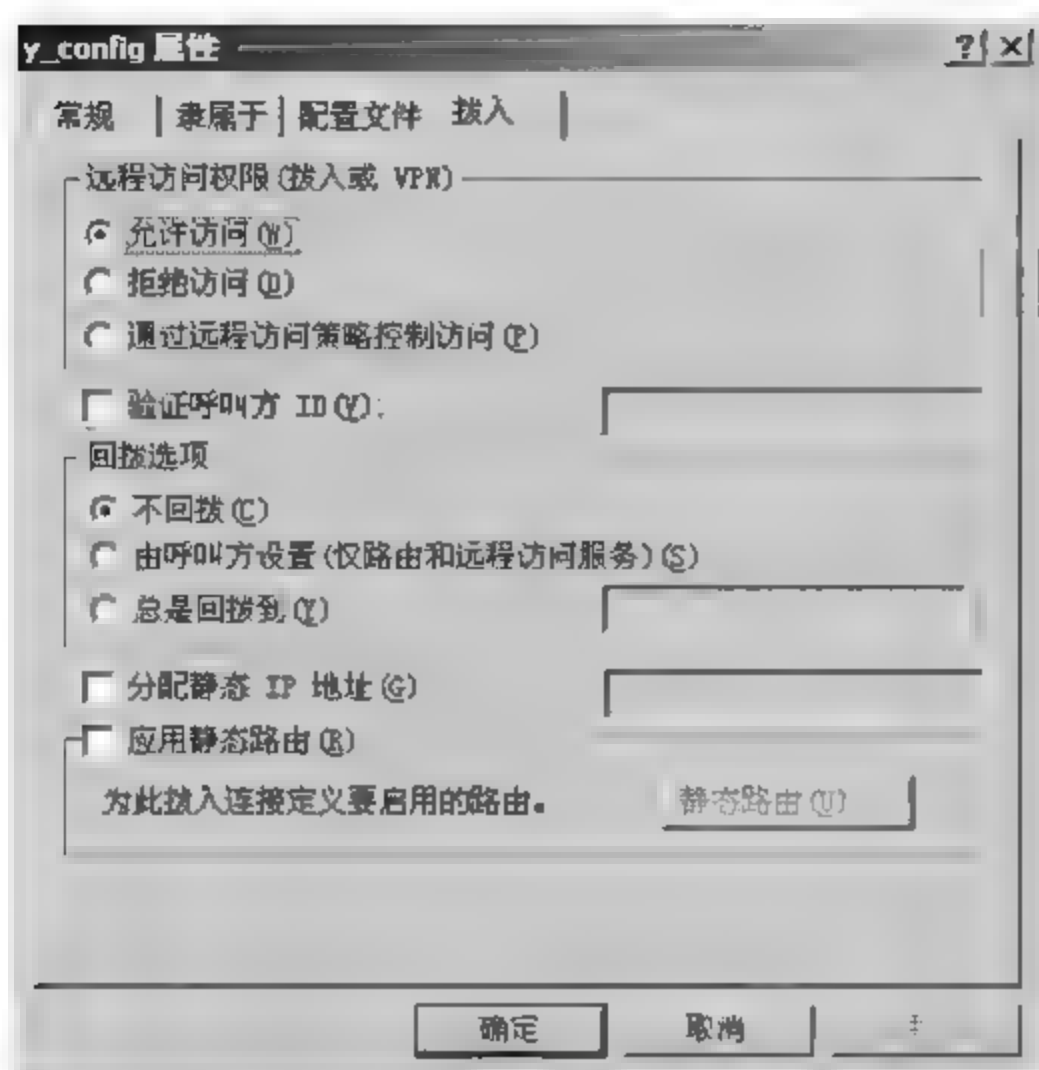 y_config 属性
常规 隶属于 配置文件 拨入
远程访问权限(拨入或 VPN)
允许访问(W)
拒绝访问(D)
通过远程访问策略控制访问(P)
验证呼叫方 ID(V):
回拨选项
不回拨(C)
由呼叫方设置(仅路由和远程访问服务)(S)
总是回拨到(Y)
分配静态 IP 地址(G)
应用静态路由(R)
为此拨入连接定义要启用的路由。 静态路由(U)
确定 取消